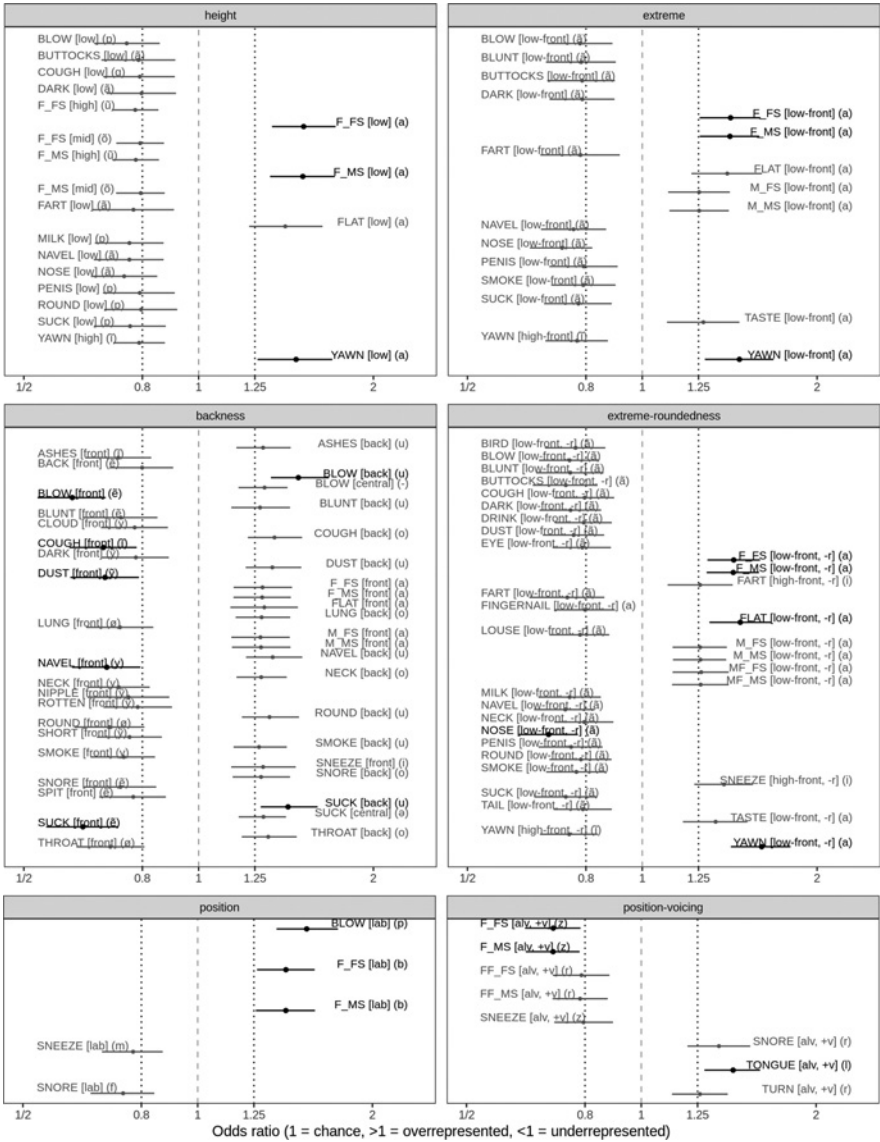 height
BLOW [low] (ɒ)
BUTTOCKS [low] (ã)
COUGH [low] (ɒ)
DARK [low] (ã)
F_FS [high] (ũ)
F_FS [low] (a)
F_FS [mid] (õ)
F_MS [high] (ũ)
F_MS [low] (a)
F_MS [mid] (õ)
FART [low] (ã)
FLAT [low] (a)
MILK [low] (ɒ)
NAVEL [low] (ã)
NOSE [low] (ã)
PENIS [low] (ɒ)
ROUND [low] (ɒ)
SUCK [low] (ɒ)
YAWN [high] (ĩ)
YAWN [low] (a)
1/2 0.8 1 1.25 2
extreme
BLOW [low-front] (ã)
BLUNT [low-front] (ã)
BUTTOCKS [low-front] (ã)
DARK [low-front] (ã)
F_FS [low-front] (a)
F_MS [low-front] (a)
FART [low-front] (ã)
FLAT [low-front] (a)
M_FS [low-front] (a)
M_MS [low-front] (a)
NAVEL [low-front] (ã)
NOSE [low-front] (ã)
PENIS [low-front] (ã)
SMOKE [low-front] (ã)
SUCK [low-front] (ã)
TASTE [low-front] (a)
YAWN [high-front] (ĩ)
YAWN [low-front] (a)
1/2 0.8 1 1.25 2
backness
ASHES [back] (u)
ASHES [front] (ĩ)
BACK [front] (ẽ)
BLOW [back] (u)
BLOW [central] (-)
BLOW [front] (ẽ)
BLUNT [back] (u)
BLUNT [front] (ẽ)
CLOUD [front] (ỹ)
COUGH [back] (o)
COUGH [front] (ĩ)
DARK [front] (ỹ)
DUST [back] (u)
DUST [front] (ỹ)
F_FS [front] (a)
F_MS [front] (a)
FLAT [front] (a)
LUNG [back] (o)
LUNG [front] (ø)
M_FS [front] (a)
M_MS [front] (a)
NAVEL [back] (u)
NAVEL [front] (y)
NECK [back] (o)
NECK [front] (y)
NIPPLE [front] (ỹ)
ROTTEN [front] (ỹ)
ROUND [back] (u)
ROUND [front] (ø)
SHORT [front] (ỹ)
SMOKE [back] (u)
SMOKE [front] (y)
SNEEZE [front] (i)
SNORE [back] (o)
SNORE [front] (ẽ)
SPIT [front] (ẽ)
SUCK [back] (u)
SUCK [central] (ə)
SUCK [front] (ẽ)
THROAT [back] (o)
THROAT [front] (ø)
1/2 0.8 1 1.25 2
extreme-roundedness
BIRD [low-front, -r] (ã)
BLOW [low-front, -r] (ã)
BLUNT [low-front, -r] (ã)
BUTTOCKS [low-front, -r] (ã)
COUGH [low-front, -r] (ã)
DARK [low-front, -r] (ã)
DRINK [low-front, -r] (ã)
DUST [low-front, -r] (ã)
EYE [low-front, -r] (ã)
F_FS [low-front, -r] (a)
F_MS [low-front, -r] (a)
FART [high-front, -r] (i)
FART [low-front, -r] (ã)
FINGERNAIL [low-front, -r] (a)
FLAT [low-front, -r] (a)
LOUSE [low-front, -r] (ã)
M_FS [low-front, -r] (a)
M_MS [low-front, -r] (a)
MF_FS [low-front, -r] (a)
MF_MS [low-front, -r] (a)
MILK [low-front, -r] (ã)
NAVEL [low-front, -r] (ã)
NECK [low-front, -r] (ã)
NOSE [low-front, -r] (ã)
PENIS [low-front, -r] (ã)
ROUND [low-front, -r] (ã)
SMOKE [low-front, -r] (ã)
SNEEZE [high-front, -r] (i)
SUCK [low-front, -r] (ã)
TAIL [low-front, -r] (ã)
TASTE [low-front, -r] (a)
YAWN [high-front, -r] (ĩ)
YAWN [low-front, -r] (a)
1/2 0.8 1 1.25 2
position
BLOW [lab] (p)
F_FS [lab] (b)
F_MS [lab] (b)
SNEEZE [lab] (m)
SNORE [lab] (f)
1/2 0.8 1 1.25 2
position-voicing
F_FS [alv, +v] (z)
F_MS [alv, +v] (z)
FF_FS [alv, +v] (r)
FF_MS [alv, +v] (r)
SNEEZE [alv, +v] (z)
SNORE [alv, +v] (r)
TONGUE [alv, +v] (l)
TURN [alv, +v] (r)
1/2 0.8 1 1.25 2
Odds ratio (1 = chance, >1 = overrepresented, <1 = underrepresented)